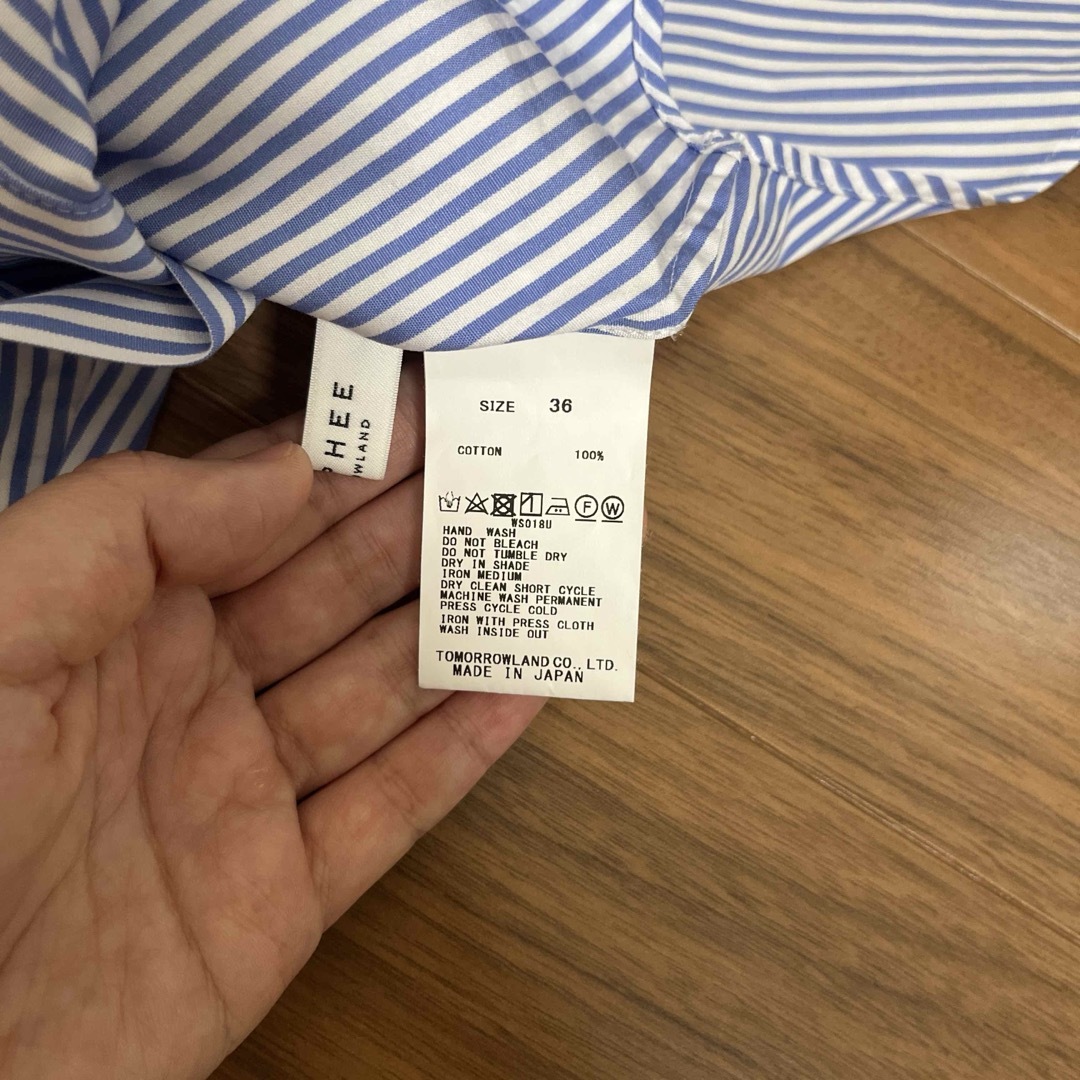 HEE
WLAND
SIZE 36
COTTON 100%
F W
WS018U
HAND WASH
DO NOT BLEACH
DO NOT TUMBLE DRY
DRY IN SHADE
IRON MEDIUM
DRY CLEAN SHORT CYCLE
MACHINE WASH PERMANENT
PRESS CYCLE COLD
IRON WITH PRESS CLOTH
WASH INSIDE OUT
TOMORROWLAND CO., LTD.
MADE IN JAPAN